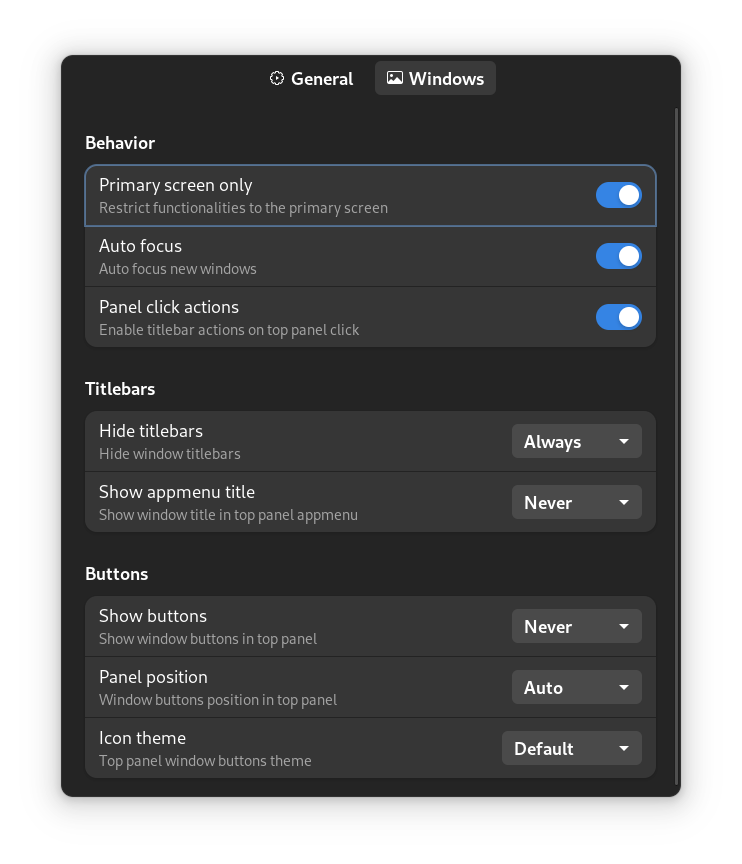 General
Windows
Behavior
Primary screen only
Restrict functionalities to the primary screen
Auto focus
Auto focus new windows
Panel click actions
Enable titlebar actions on top panel click
Titlebars
Hide titlebars
Hide window titlebars
Always
Show appmenu title
Show window title in top panel appmenu
Never
Buttons
Show buttons
Show window buttons in top panel
Never
Panel position
Window buttons position in top panel
Auto
Icon theme
Top panel window buttons theme
Default